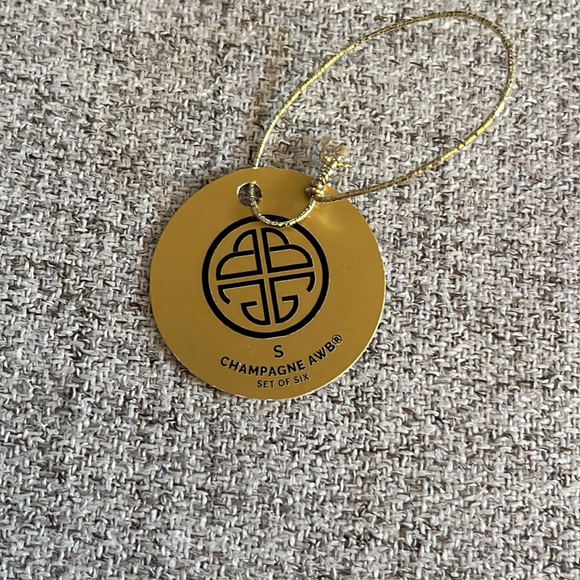 S
CHAMPAGNE AWB®
SET OF SIX